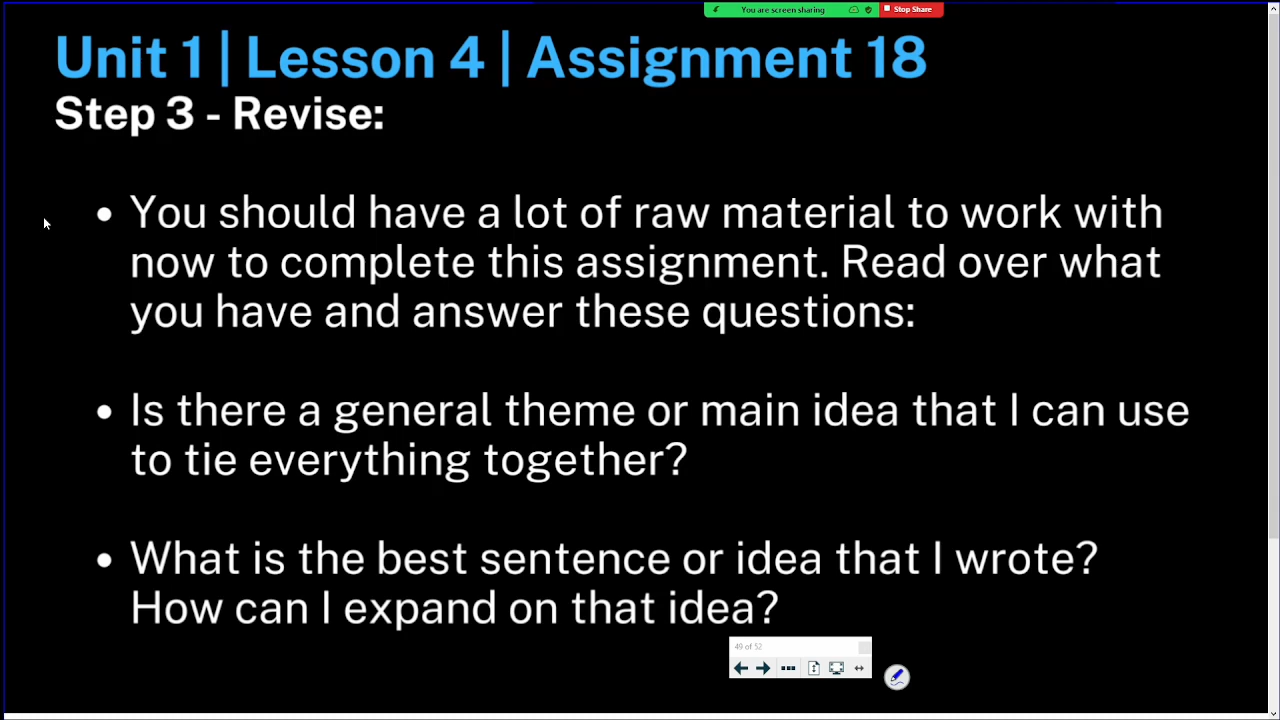 You are screen sharing
Stop Share
Unit 1 | Lesson 4 | Assignment 18
Step 3 - Revise:
• You should have a lot of raw material to work with
now to complete this assignment. Read over what
you have and answer these questions:
• Is there a general theme or main idea that I can use
to tie everything together?
• What is the best sentence or idea that I wrote?
How can I expand on that idea?
49 of 52